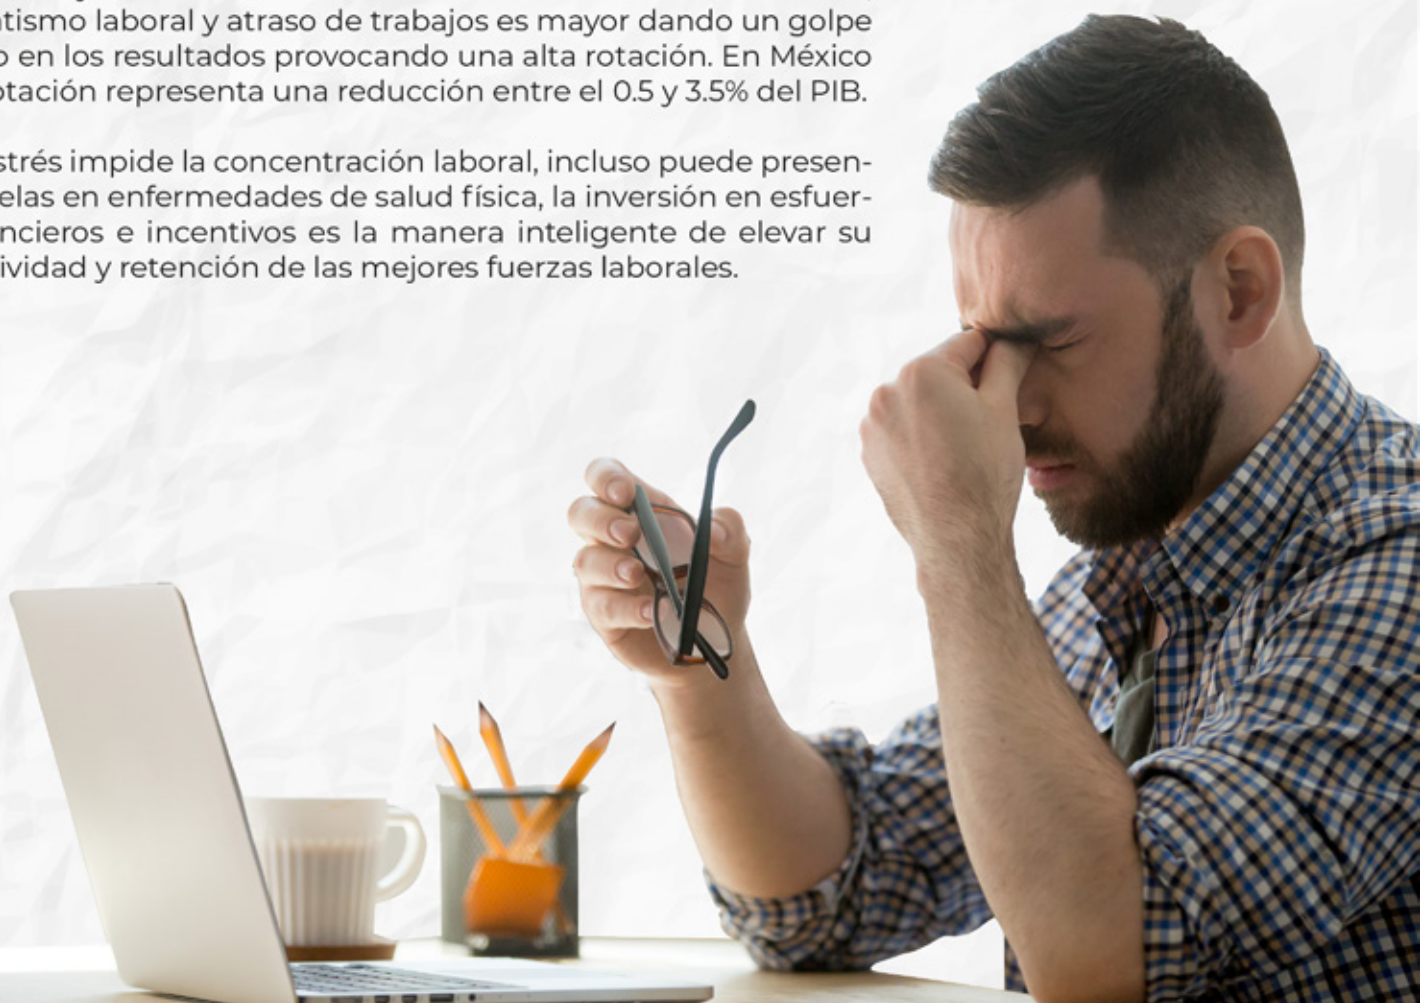 tismo laboral y atraso de trabajos es mayor dando un golpe
o en los resultados provocando una alta rotación. En México
otación representa una reducción entre el 0.5 y 3.5% del PIB.
strés impide la concentración laboral, incluso puede presen-
elas en enfermedades de salud física, la inversión en esfuer-
ncieros e incentivos es la manera inteligente de elevar su
ividad y retención de las mejores fuerzas laborales.